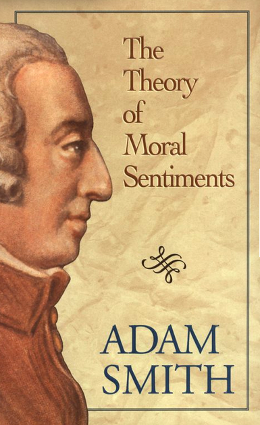 The
Theory
of
Moral
Sentiments
ADAM
SMITH